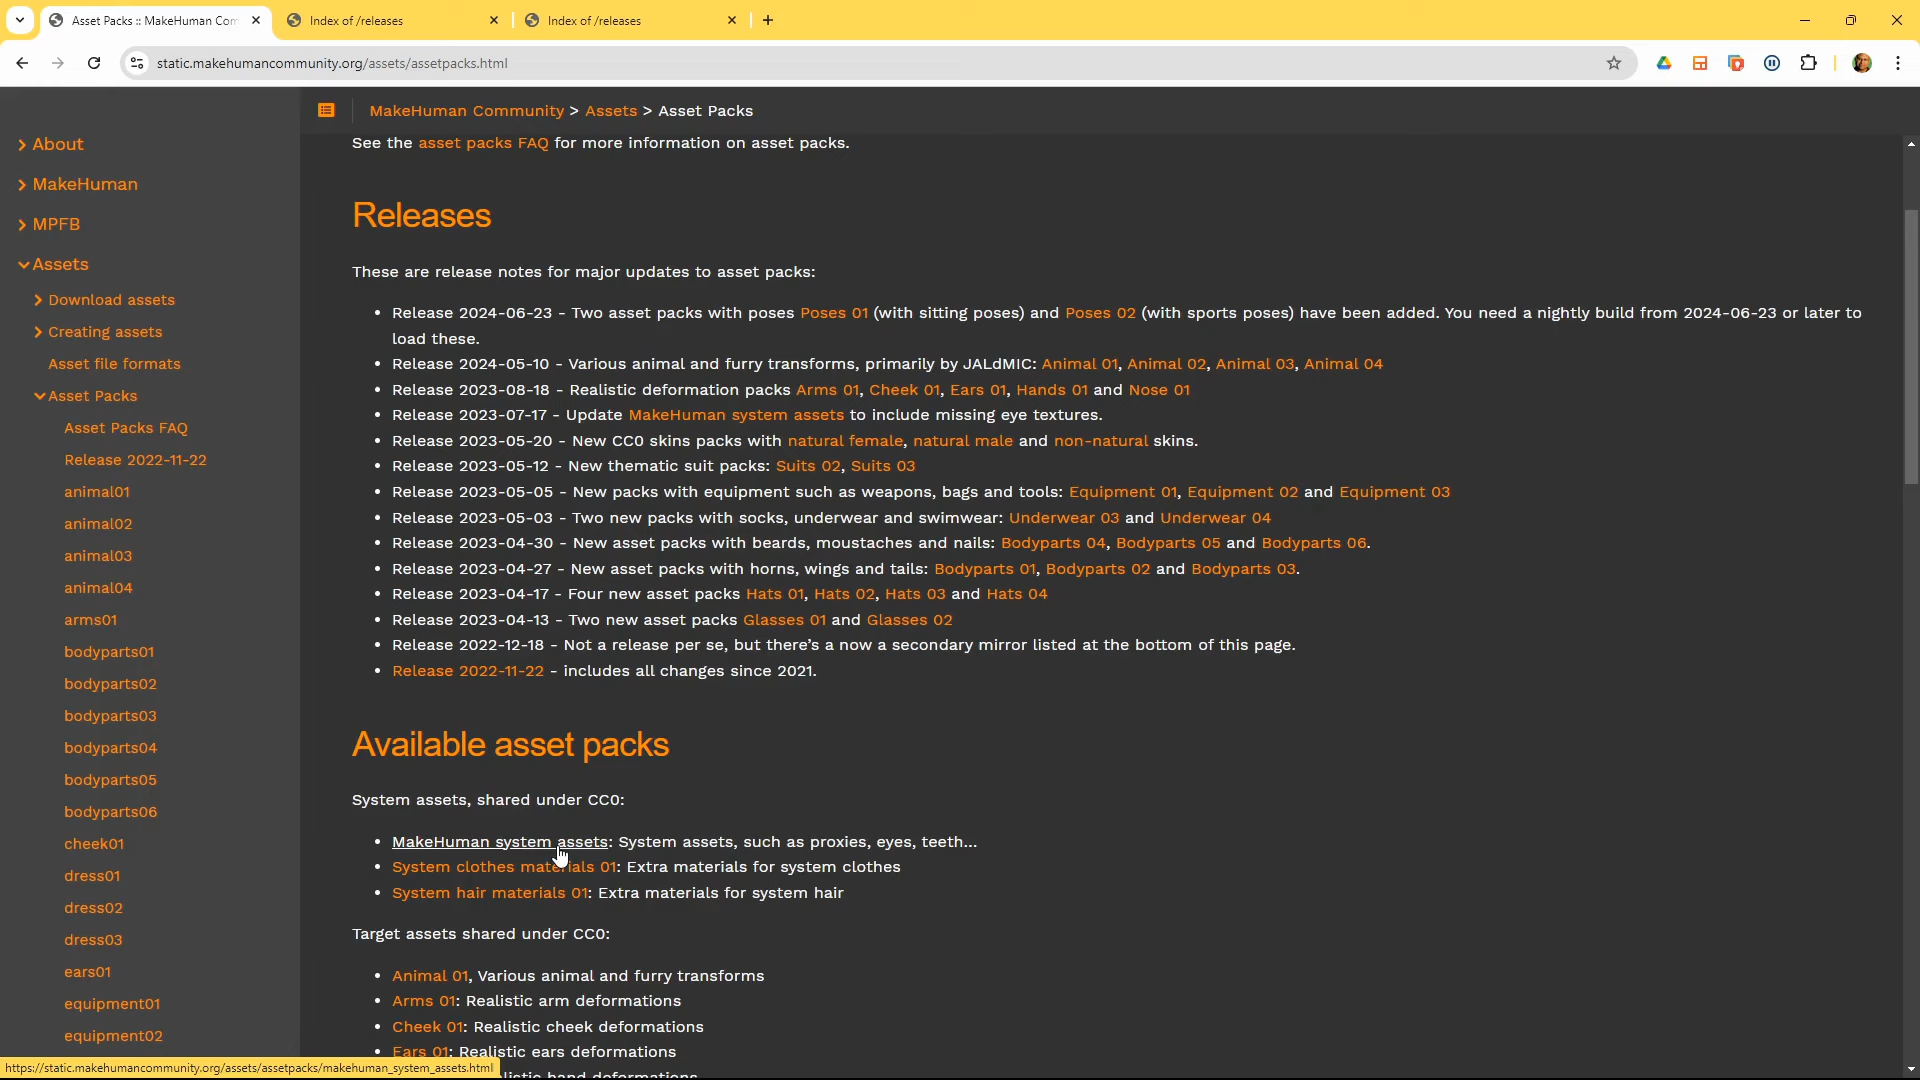 Asset Packs :: MakeHuman Com
Index of /releases
Index of /releases
static.makehumancommunity.org/assets/assetpacks.html
MakeHuman Community > Assets > Asset Packs
About
MakeHuman
MPFB
Assets
Download assets
Creating assets
Asset file formats
Asset Packs
Asset Packs FAQ
Release 2022-11-22
animal01
animal02
animal03
animal04
arms01
bodyparts01
bodyparts02
bodyparts03
bodyparts04
bodyparts05
bodyparts06
cheek01
dress01
dress02
dress03
ears01
equipment01
equipment02
See the asset packs FAQ for more information on asset packs.
Releases
These are release notes for major updates to asset packs:
• Release 2024-06-23 - Two asset packs with poses Poses 01 (with sitting poses) and Poses 02 (with sports poses) have been added. You need a nightly build from 2024-06-23 or later to
load these.
• Release 2024-05-10 - Various animal and furry transforms, primarily by JALdMIC: Animal 01, Animal 02, Animal 03, Animal 04
• Release 2023-08-18 - Realistic deformation packs Arms 01, Cheek 01, Ears 01, Hands 01 and Nose 01
• Release 2023-07-17 - Update MakeHuman system assets to include missing eye textures.
• Release 2023-05-20 - New CC0 skins packs with natural female, natural male and non-natural skins.
• Release 2023-05-12 - New thematic suit packs: Suits 02, Suits 03
• Release 2023-05-05 - New packs with equipment such as weapons, bags and tools: Equipment 01, Equipment 02 and Equipment 03
• Release 2023-05-03 - Two new packs with socks, underwear and swimwear: Underwear 03 and Underwear 04
• Release 2023-04-30 - New asset packs with beards, moustaches and nails: Bodyparts 04, Bodyparts 05 and Bodyparts 06.
• Release 2023-04-27 - New asset packs with horns, wings and tails: Bodyparts 01, Bodyparts 02 and Bodyparts 03.
• Release 2023-04-17 - Four new asset packs Hats 01, Hats 02, Hats 03 and Hats 04
• Release 2023-04-13 - Two new asset packs Glasses 01 and Glasses 02
• Release 2022-12-18 - Not a release per se, but there's a now a secondary mirror listed at the bottom of this page.
• Release 2022-11-22 - includes all changes since 2021.
Available asset packs
System assets, shared under CC0:
• MakeHuman system assets: System assets, such as proxies, eyes, teeth...
• System clothes materials 01: Extra materials for system clothes
• System hair materials 01: Extra materials for system hair
Target assets shared under CC0:
• Animal 01, Various animal and furry transforms
• Arms 01: Realistic arm deformations
• Cheek 01: Realistic cheek deformations
• Ears 01: Realistic ears deformations
hand deformations
https://static.makehumancommunity.org/assets/assetpacks/makehuman_system_assets.html